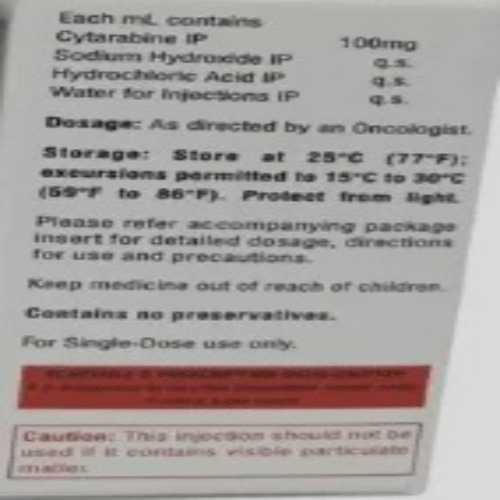 Each mL contains
Cytarabine IP 100mg
Sodium Hydroxide IP q.s.
Hydrochloric Acid IP q.s.
Water for Injections IP q.s.
Dosage: As directed by an Oncologist.
Storage: Store at 25°C (77°F);
excursions permitted to 15°C to 30°C
(59°F to 86°F). Protect from light.
Please refer accompanying package
insert for detailed dosage, directions
for use and precautions.
Keep medicine out of reach of children.
Contains no preservatives.
For Single-Dose use only.
Caution: This injection should not be
used if it contains visible particulate
matter.